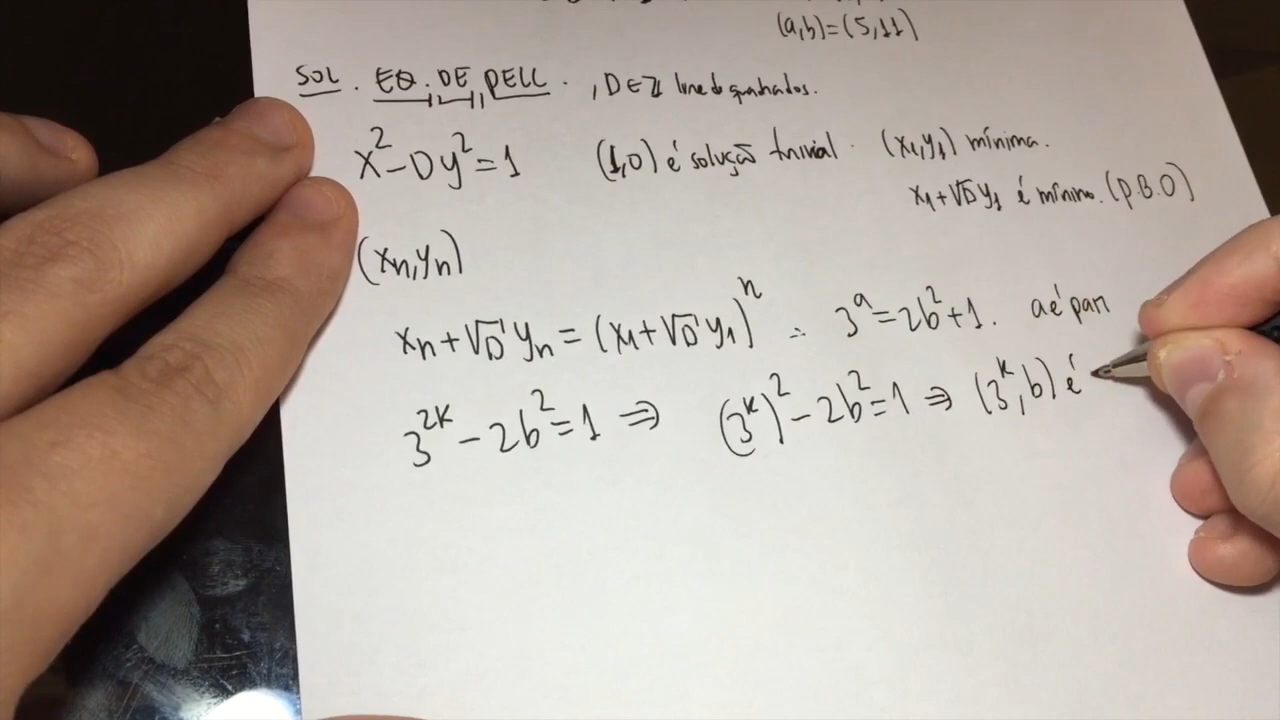 (a,b)=(5,11)
SOL. EQ. DE PELL. , D∈ℤ livre de quadrados.
x²-Dy²=1 (1,0) é solução trivial. (x₁,y₁) mínima.
x₁+√D y₁ é mínimo. (P.B.O)
(xₙ,yₙ)
xₙ+√D yₙ=(x₁+√D y₁)ⁿ ∴ 3ᵃ=2b²+1. a é par
3²ᵏ-2b²=1 ⇒ (3ᵏ)²-2b²=1 ⇒ (3ᵏ,b) é